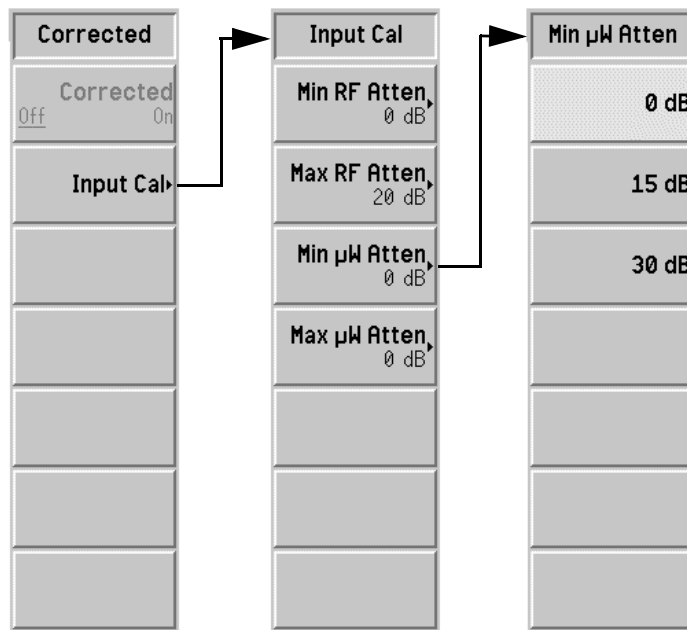 Corrected
Corrected
Off On
Input Cal
Input Cal
Min RF Atten
0 dB
Max RF Atten
20 dB
Min µW Atten
0 dB
Max µW Atten
0 dB
Min µW Atten
0 dB
15 dB
30 dB